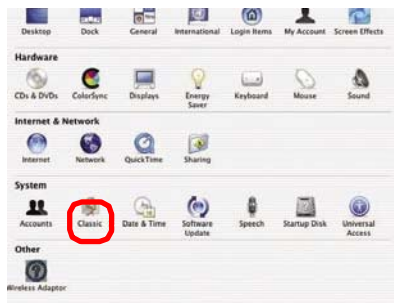 Desktop Dock General International Login Items My Account Screen Effects
Hardware
CDs & DVDs ColorSync Displays Energy Saver Keyboard Mouse Sound
Internet & Network
Internet Network QuickTime Sharing
System
Accounts Classic Date & Time Software Update Speech Startup Disk Universal Access
Other
Wireless Adaptor